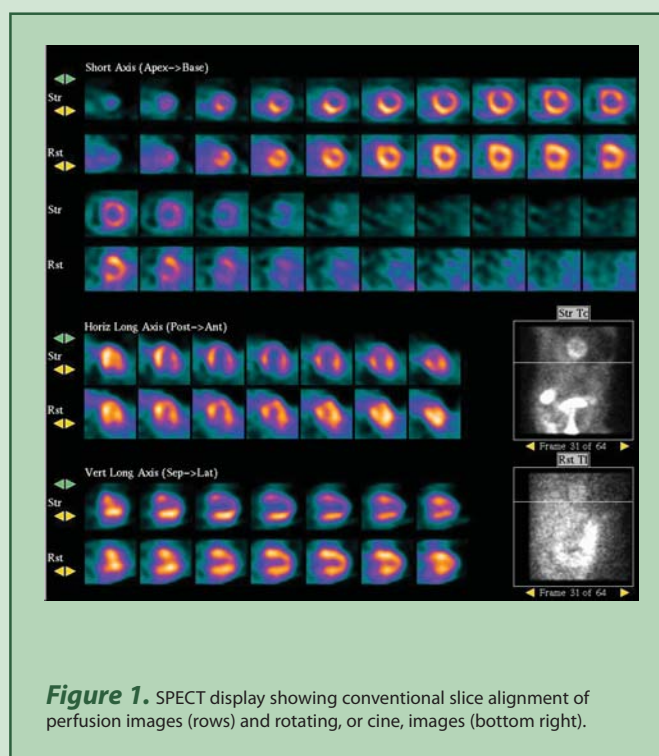 Short Axis (Apex->Base)
Str
Rst
Str
Rst
Horiz Long Axis (Post->Ant)
Str
Rst
Str Tc
Frame 31 of 64
Vert Long Axis (Sep->Lat)
Str
Rst
Rst Tl
Frame 31 of 64
Figure 1. SPECT display showing conventional slice alignment of
perfusion images (rows) and rotating, or cine, images (bottom right).